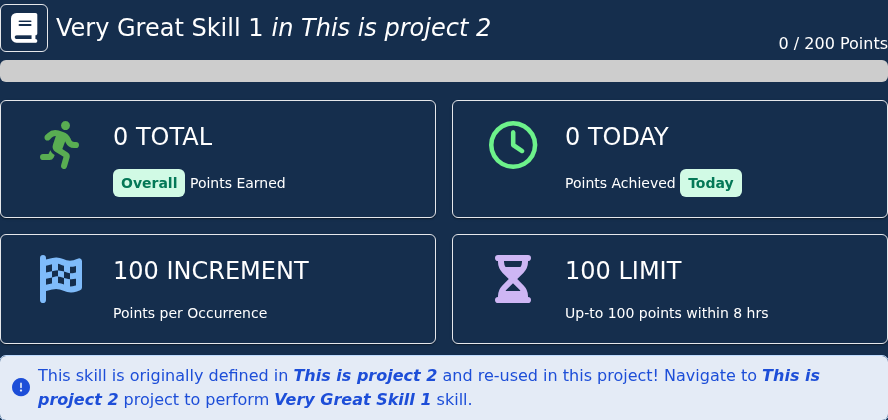 Very Great Skill 1 in This is project 2
0 / 200 Points
0 TOTAL
Overall Points Earned
0 TODAY
Points Achieved Today
100 INCREMENT
Points per Occurrence
100 LIMIT
Up-to 100 points within 8 hrs
This skill is originally defined in This is project 2 and re-used in this project! Navigate to This is
project 2 project to perform Very Great Skill 1 skill.